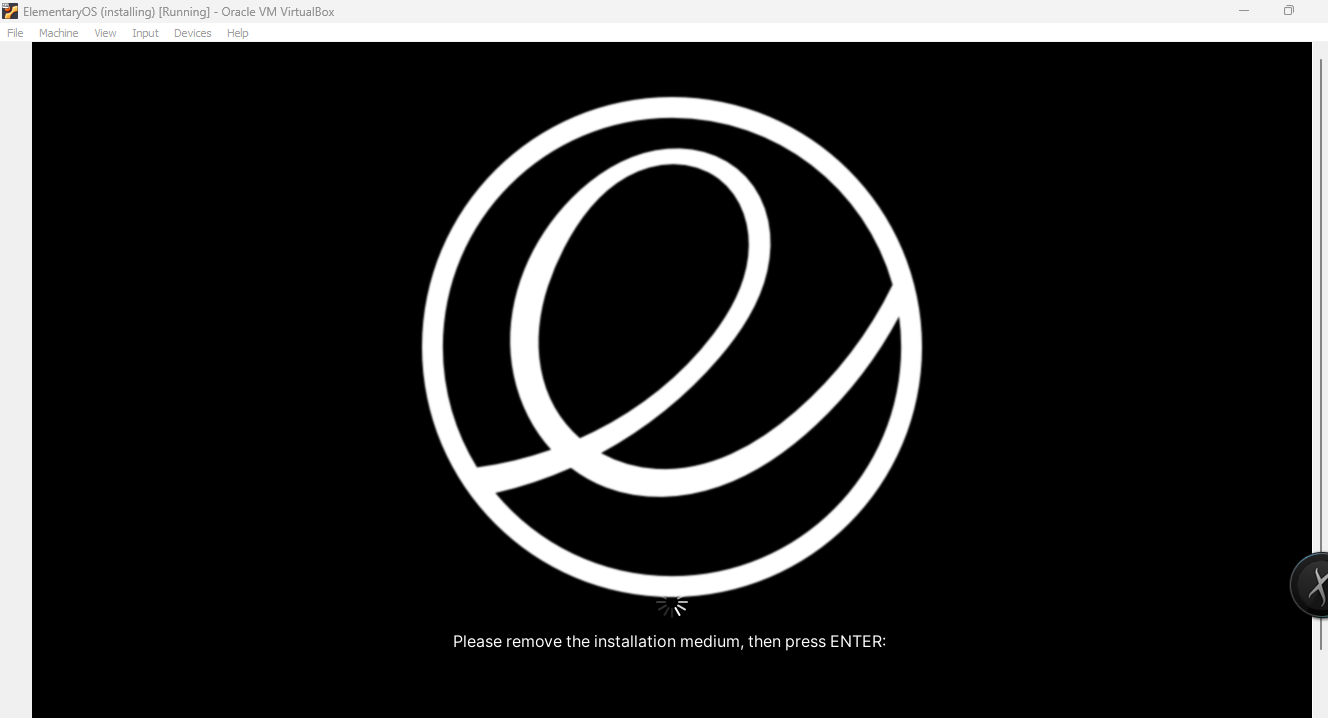 ElementaryOS (installing) [Running] - Oracle VM VirtualBox
File Machine View Input Devices Help
Please remove the installation medium, then press ENTER: